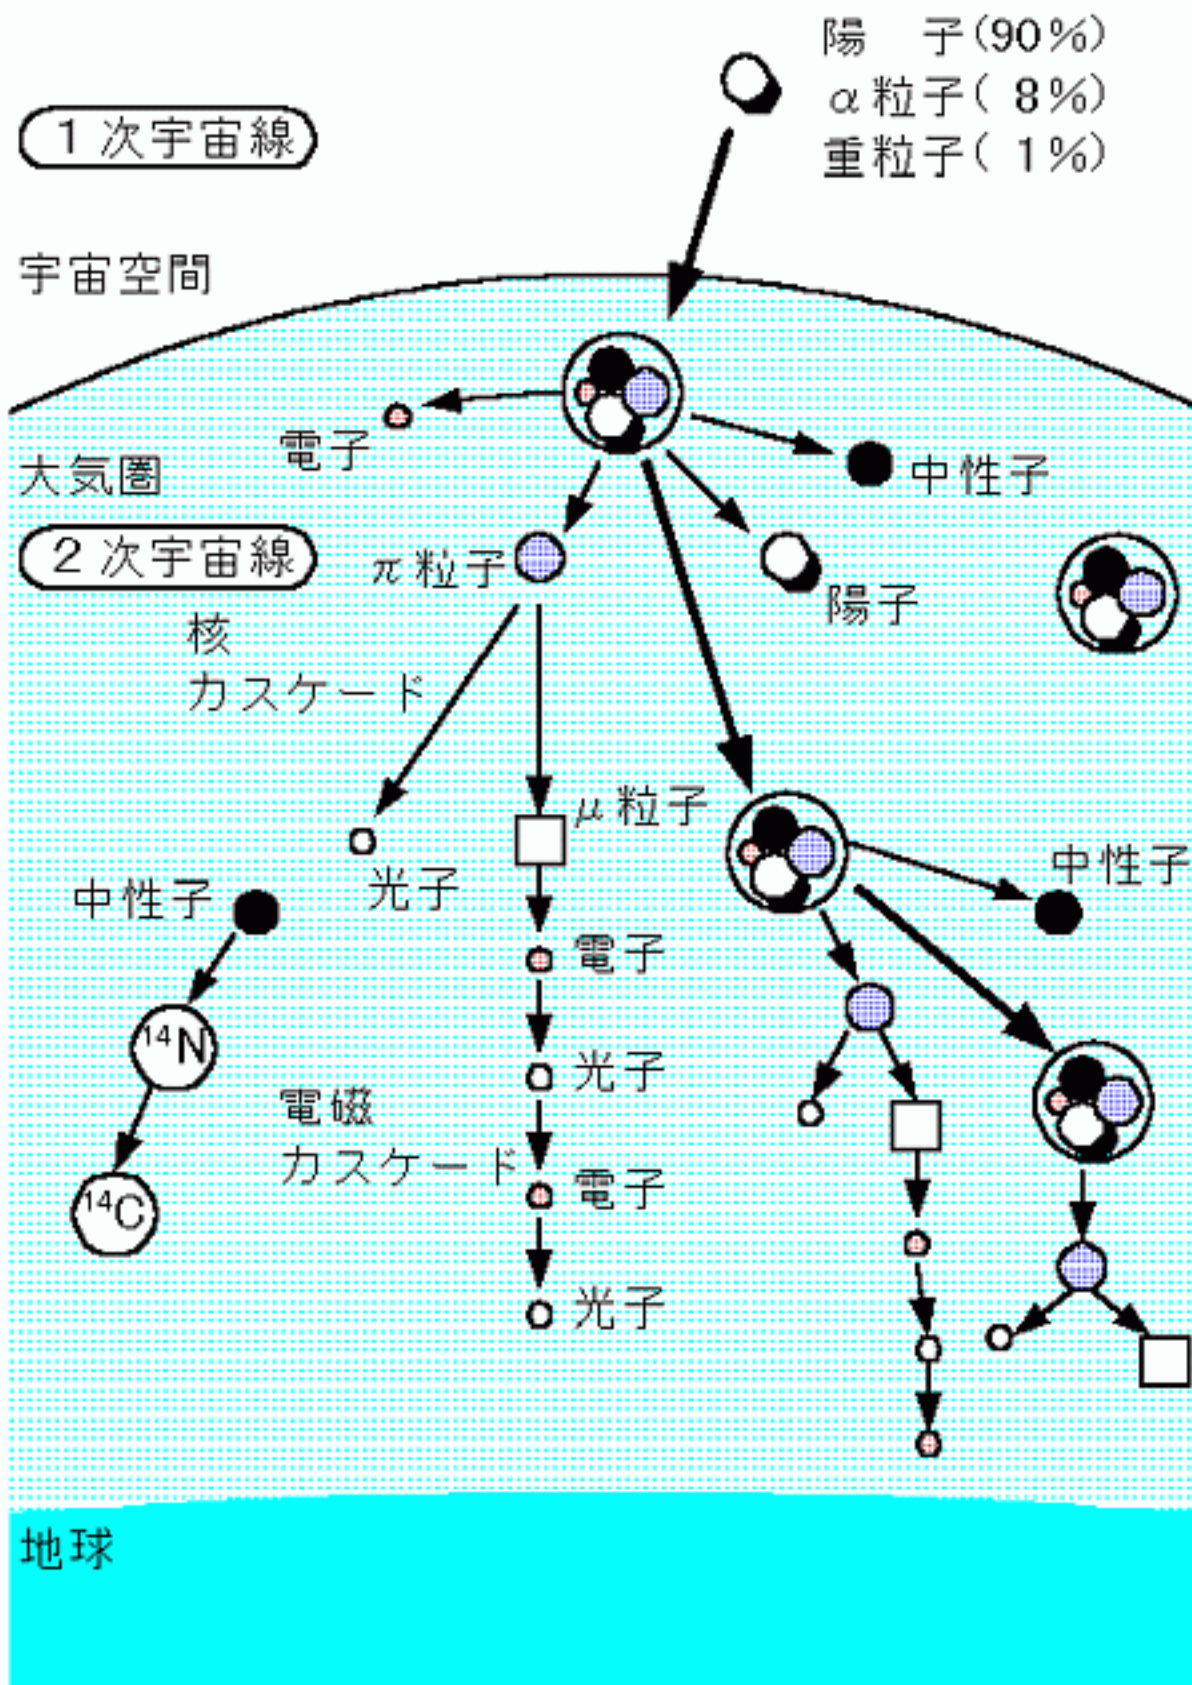 陽　子(90%)
α粒子( 8%)
重粒子( 1%)
1次宇宙線
宇宙空間
電子
中性子
大気圏
2次宇宙線
π粒子
陽子
核
カスケード
μ粒子
光子
中性子
中性子
電子
14N
光子
電磁
カスケード
電子
14C
光子
地球